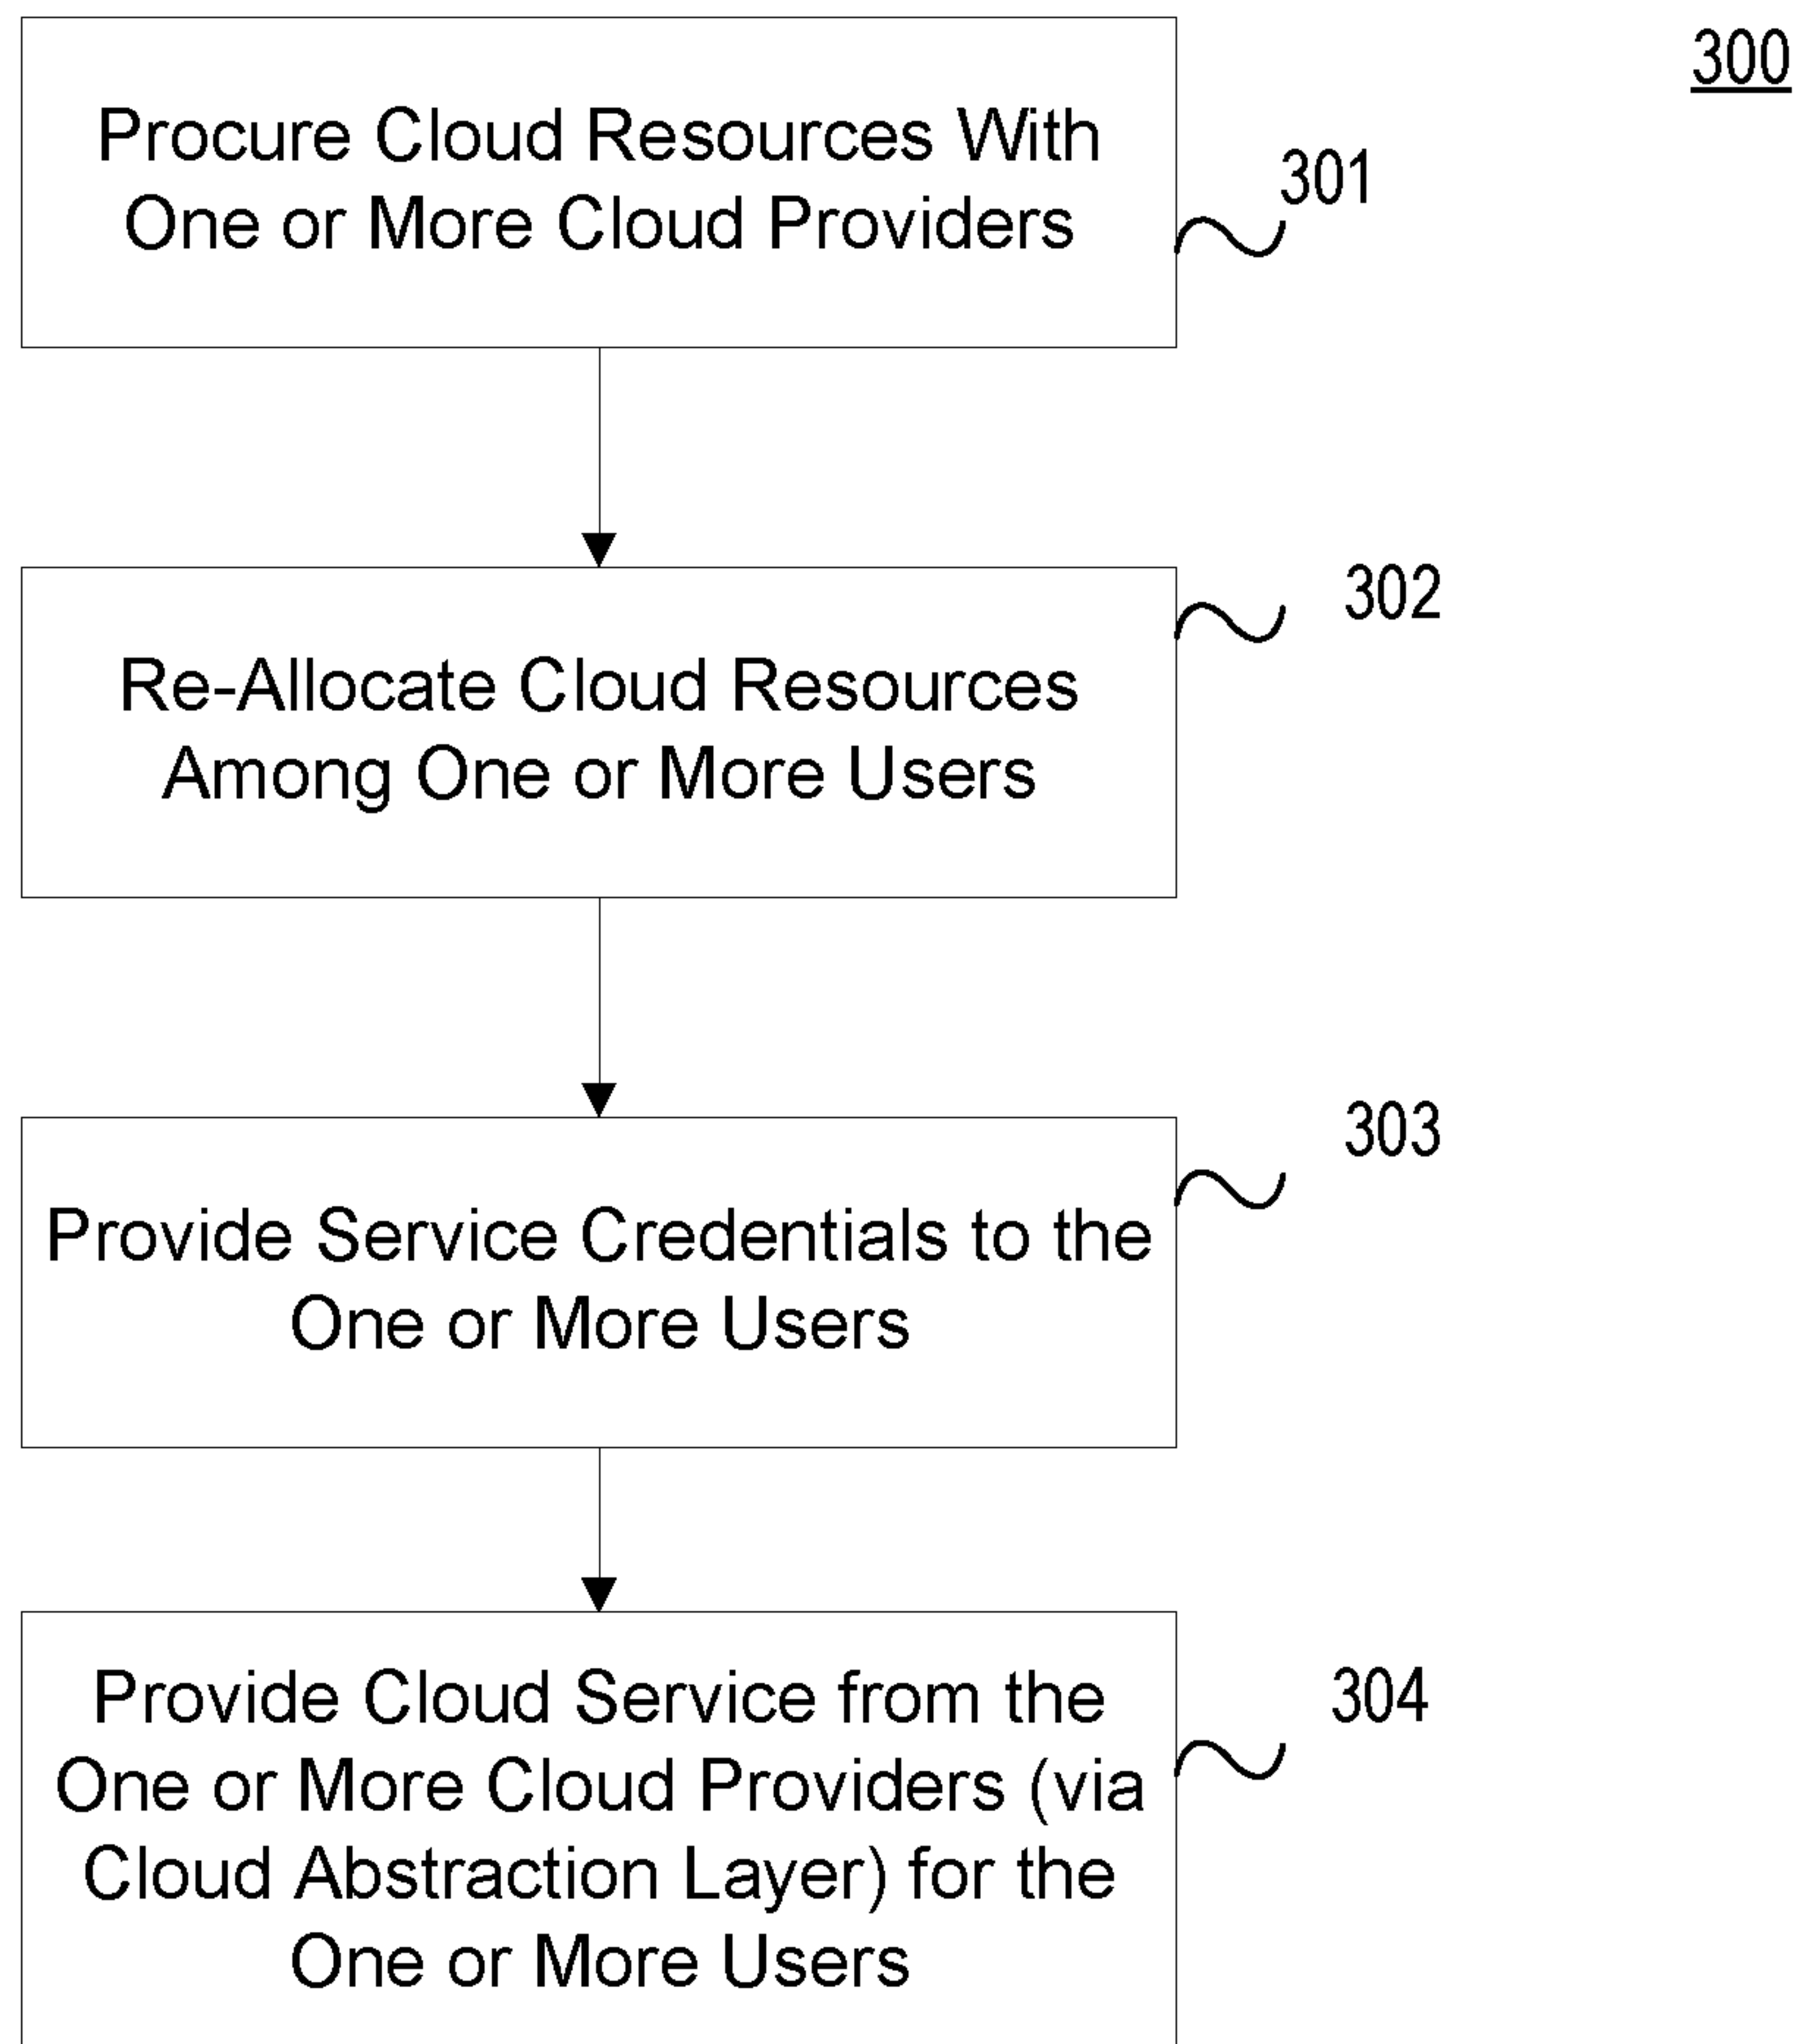 300
Procure Cloud Resources With
One or More Cloud Providers
301
302
Re-Allocate Cloud Resources
Among One or More Users
303
Provide Service Credentials to the
One or More Users
304
Provide Cloud Service from the
One or More Cloud Providers (via
Cloud Abstraction Layer) for the
One or More Users